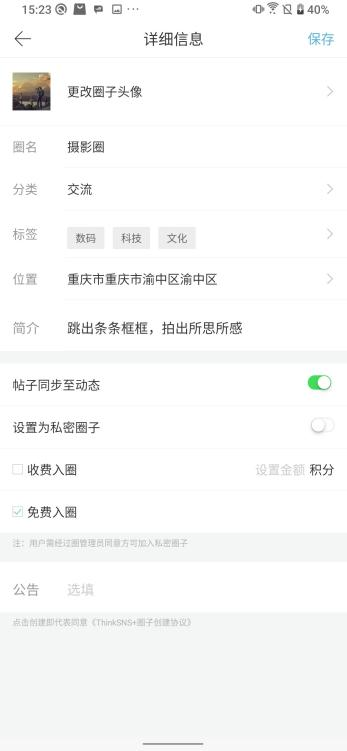 15:23 ··· 40%
详细信息 保存
更改圈子头像
圈名 摄影圈
分类 交流
标签 数码 科技 文化
位置 重庆市重庆市渝中区渝中区
简介 跳出条条框框，拍出所思所感
帖子同步至动态
设置为私密圈子
收费入圈 设置金额 积分
免费入圈
注：用户需经过圈管理员同意方可加入私密圈子
公告 选填
点击创建即代表同意《ThinkSNS+圈子创建协议》